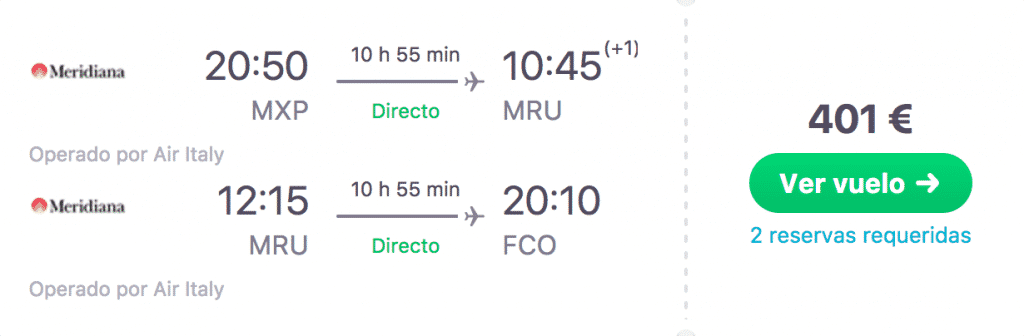 Meridiana 20:50 10 h 55 min 10:45(+1)
MXP Directo MRU
Operado por Air Italy
Meridiana 12:15 10 h 55 min 20:10
MRU Directo FCO
Operado por Air Italy
401 €
Ver vuelo →
2 reservas requeridas